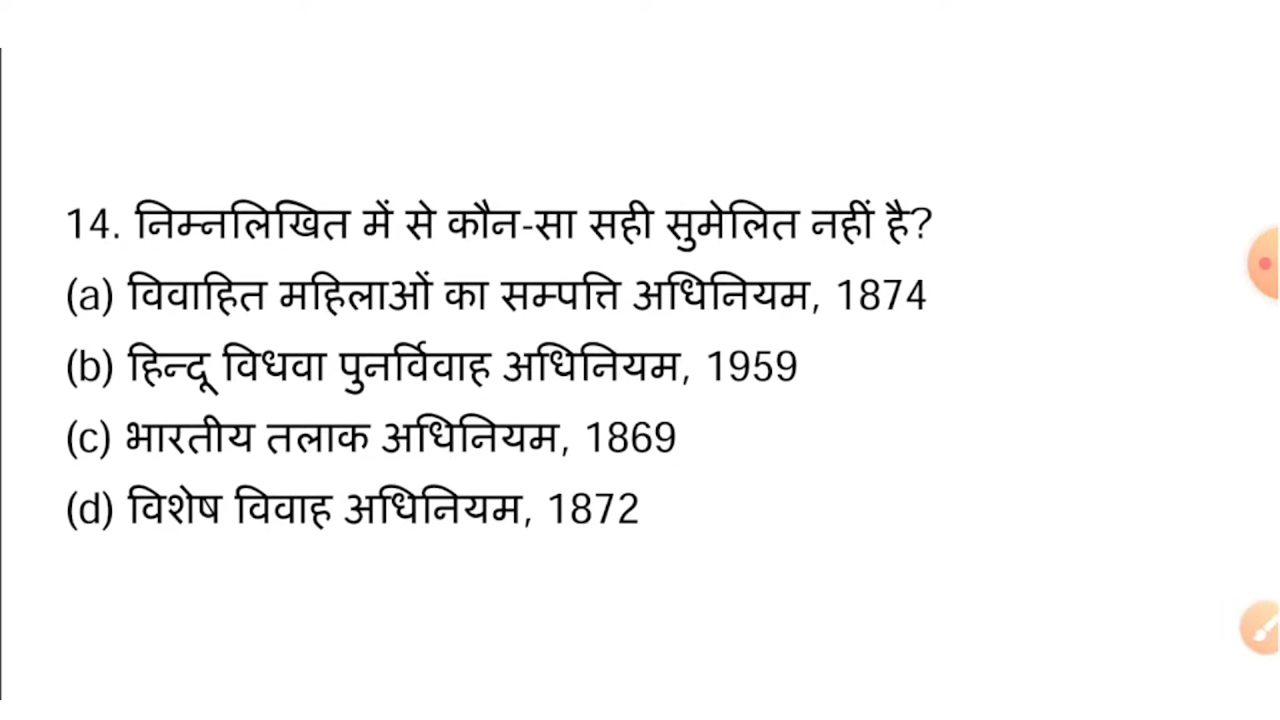 14. निम्नलिखित में से कौन-सा सही सुमेलित नहीं है?
(a) विवाहित महिलाओं का सम्पत्ति अधिनियम, 1874
(b) हिन्दू विधवा पुनर्विवाह अधिनियम, 1959
(c) भारतीय तलाक अधिनियम, 1869
(d) विशेष विवाह अधिनियम, 1872